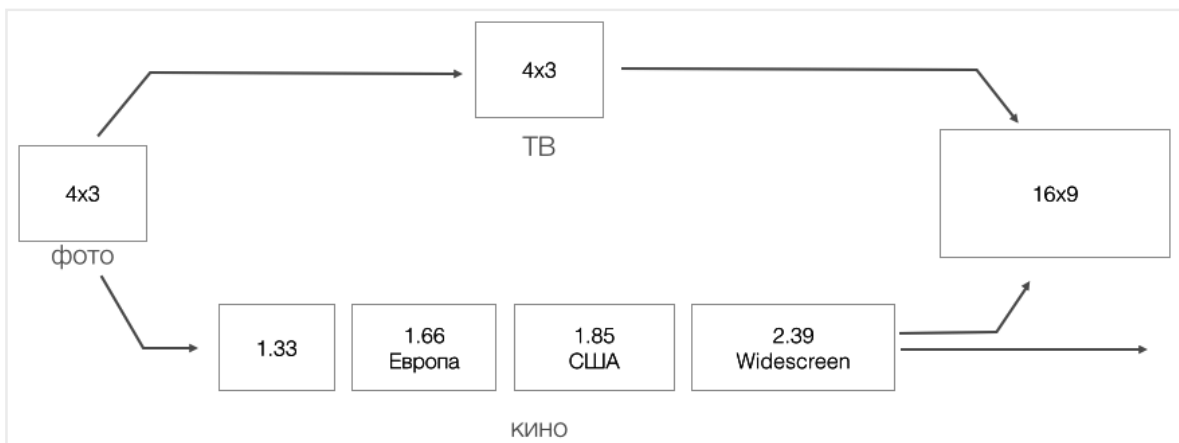 4x3
ТВ
4x3
фото
16x9
1.33
1.66
Европа
1.85
США
2.39
Widescreen
кино